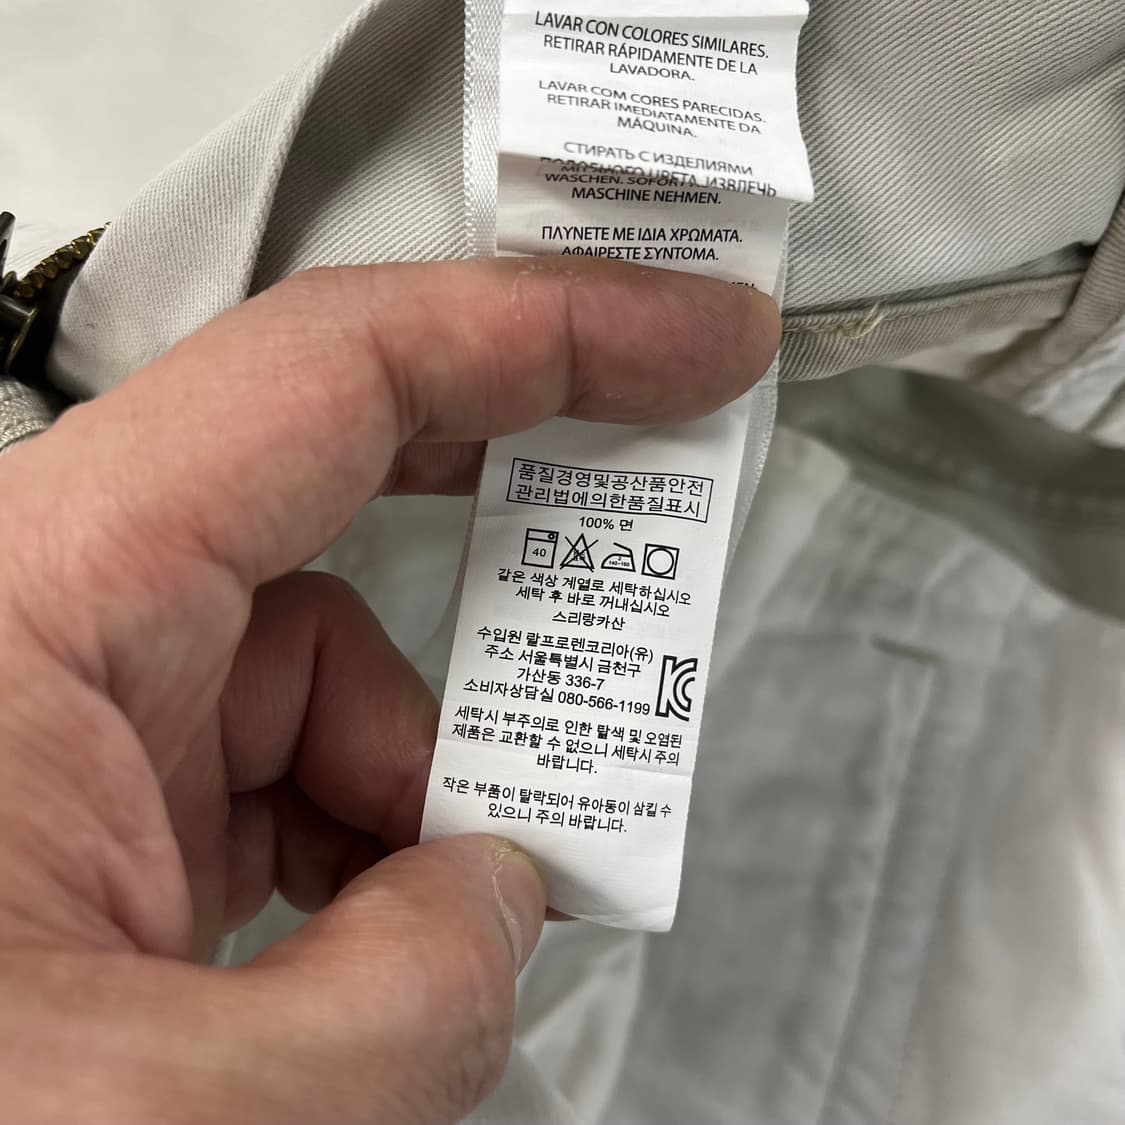 LAVAR CON COLORES SIMILARES.
RETIRAR RÁPIDAMENTE DE LA
LAVADORA.
LAVAR COM CORES PARECIDAS.
RETIRAR IMEDIATAMENTE DA
MÁQUINA.
СТИРАТЬ С ИЗДЕЛИЯМИ
ПОДОБНОГО ЦВЕТА. ИЗВЛЕЧЬ
WASCHEN. SOFORT
MASCHINE NEHMEN.
ΠΛΥΝΕΤΕ ΜΕ ΙΔΙΑ ΧΡΩΜΑΤΑ.
ΑΦΑΙΡΕΣΤΕ ΣΥΝΤΟΜΑ.
품질경영및공산품안전
관리법에의한품질표시
100% 면
40
140~160
같은 색상 계열로 세탁하십시오
세탁 후 바로 꺼내십시오
스리랑카산
수입원 랄프로렌코리아(유)
주소 서울특별시 금천구
가산동 336-7
소비자상담실 080-566-1199
세탁시 부주의로 인한 탈색 및 오염된
제품은 교환할 수 없으니 세탁시 주의
바랍니다.
작은 부품이 탈락되어 유아동이 삼킬 수
있으니 주의 바랍니다.